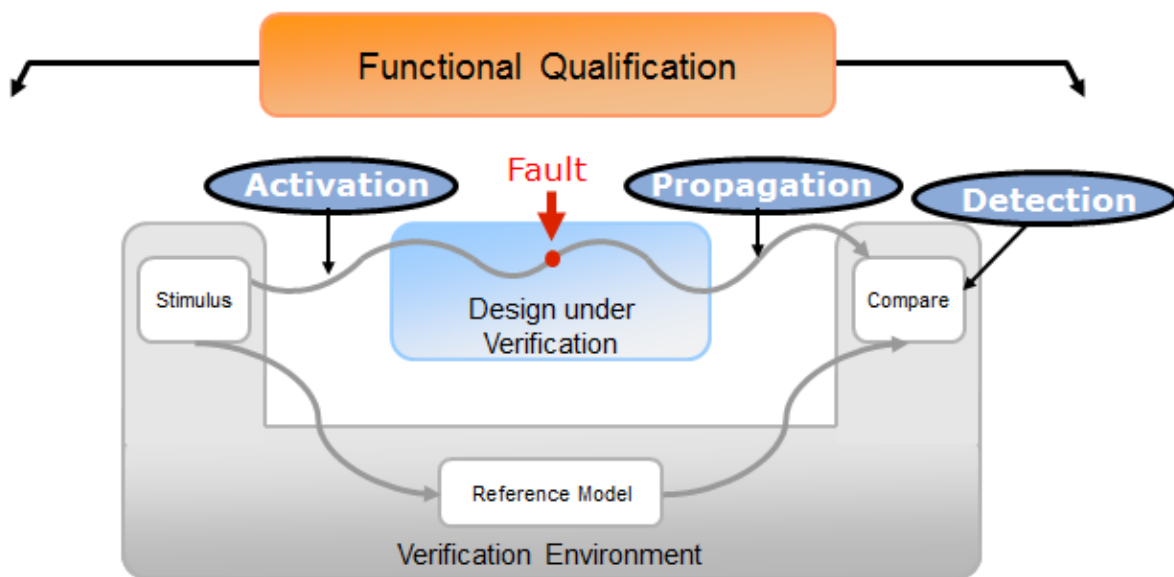 Functional Qualification
Fault
Activation
Propagation
Detection
Stimulus
Design under
Verification
Compare
Reference Model
Verification Environment